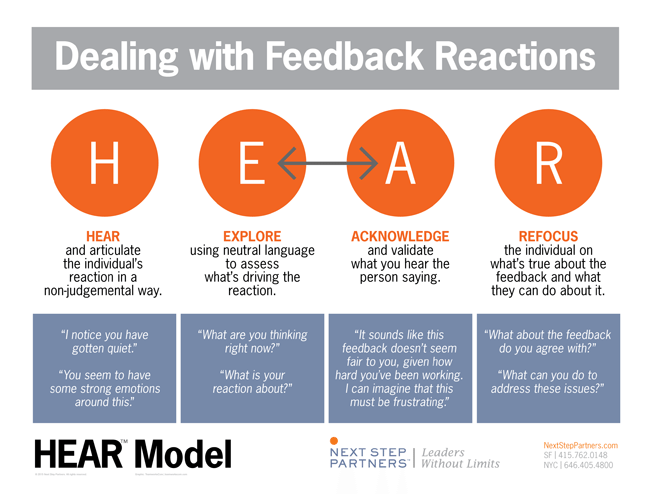 Dealing with Feedback Reactions
H
E
A
R
HEAR
and articulate
the individual's
reaction in a
non-judgemental way.
EXPLORE
using neutral language
to assess
what's driving the
reaction.
ACKNOWLEDGE
and validate
what you hear the
person saying.
REFOCUS
the individual on
what's true about the
feedback and what
they can do about it.
“I notice you have
gotten quiet.”
“You seem to have
some strong emotions
around this.”
“What are you thinking
right now?”
“What is your
reaction about?”
“It sounds like this
feedback doesn't seem
fair to you, given how
hard you've been working.
I can imagine that this
must be frustrating.”
“What about the feedback
do you agree with?”
“What can you do to
address these issues?”
HEAR™ Model
NEXT STEP
PARTNERS™
Leaders
Without Limits
NextStepPartners.com
SF | 415.762.0148
NYC | 646.405.4800